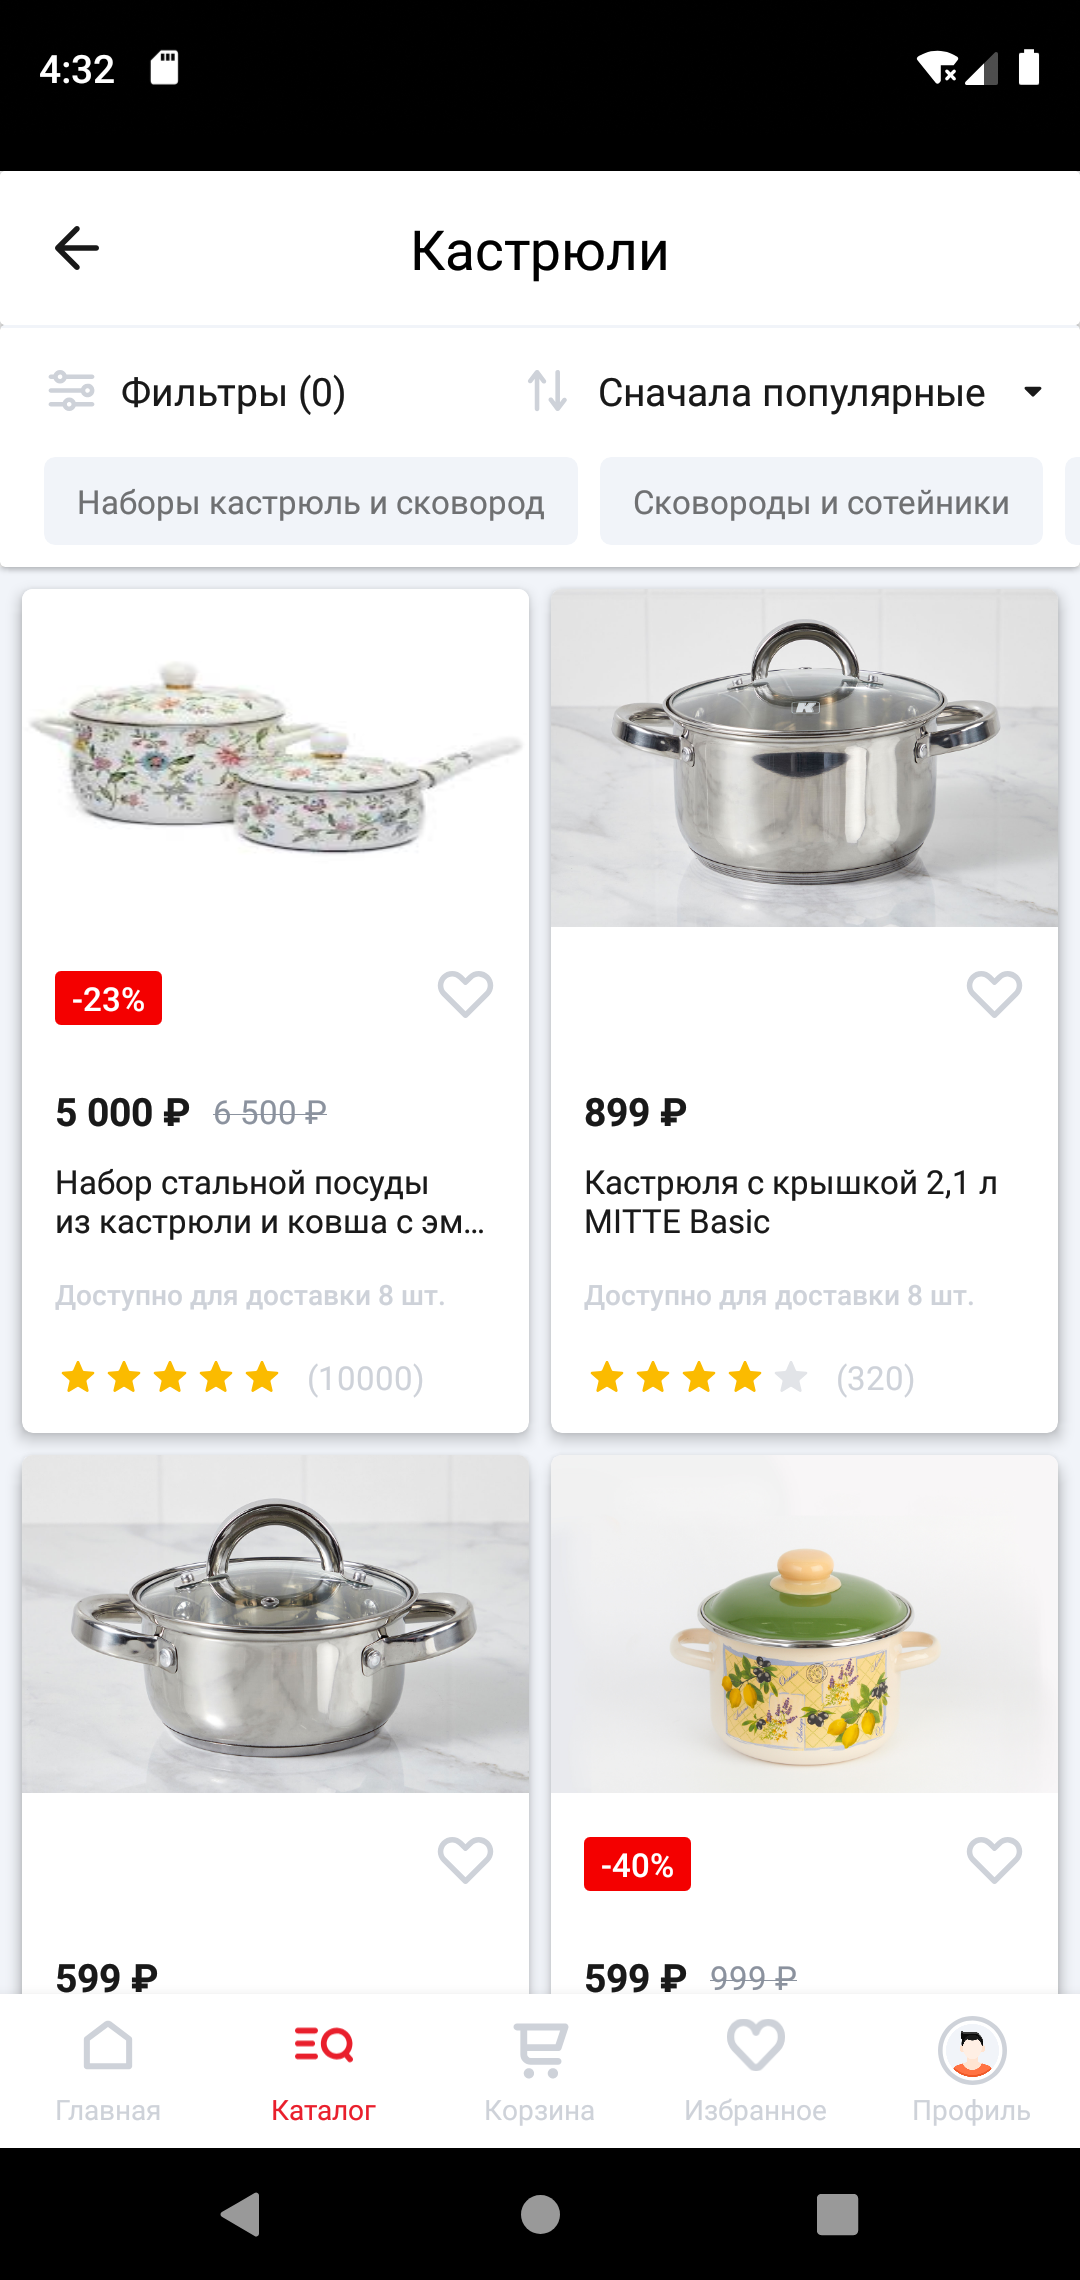 4:32
Кастрюли
Фильтры (0)
Сначала популярные
Наборы кастрюль и сковород
Сковороды и сотейники
-23%
5 000 ₽ 6 500 ₽
Набор стальной посуды
из кастрюли и ковша с эм...
Доступно для доставки 8 шт.
(10000)
899 ₽
Кастрюля с крышкой 2,1 л
MITTE Basic
Доступно для доставки 8 шт.
(320)
599 ₽
-40%
599 ₽ 999 ₽
Главная
Каталог
Корзина
Избранное
Профиль